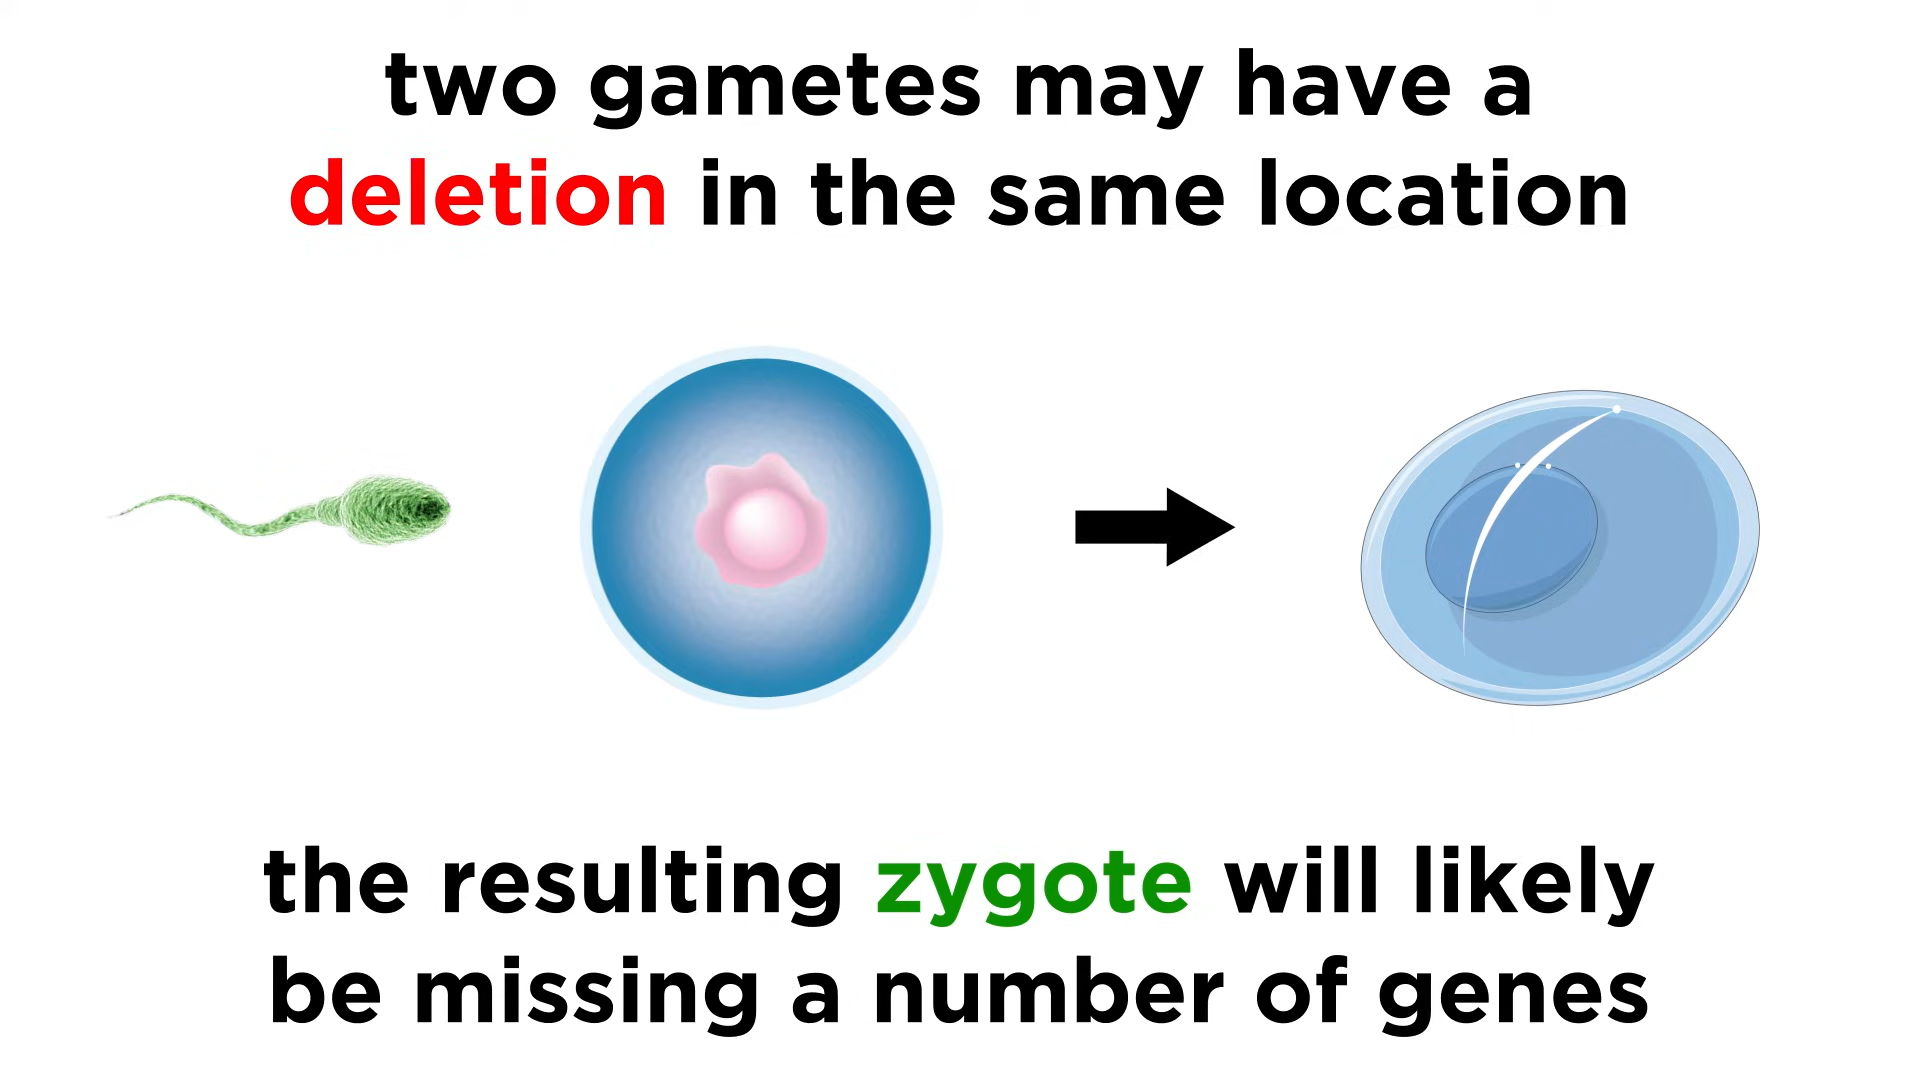 two gametes may have a
deletion in the same location
the resulting zygote will likely
be missing a number of genes